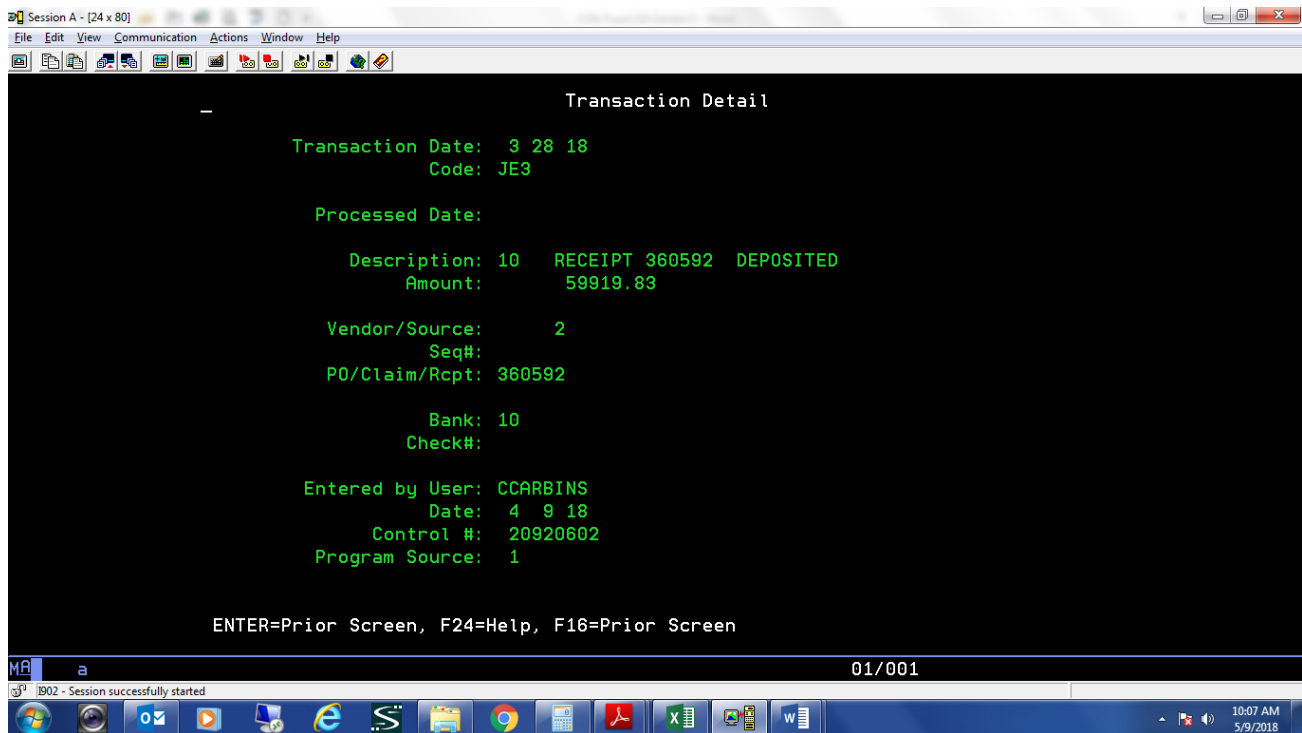 Session A - [24 x 80]
File Edit View Communication Actions Window Help
Transaction Detail
Transaction Date: 3 28 18
Code: JE3
Processed Date:
Description: 10 RECEIPT 360592 DEPOSITED
Amount: 59919.83
Vendor/Source: 2
Seq#:
PO/Claim/Rcpt: 360592
Bank: 10
Check#:
Entered by User: CCARBINS
Date: 4 9 18
Control #: 20920602
Program Source: 1
ENTER=Prior Screen, F24=Help, F16=Prior Screen
MA a 01/001
I902 - Session successfully started
10:07 AM
5/9/2018